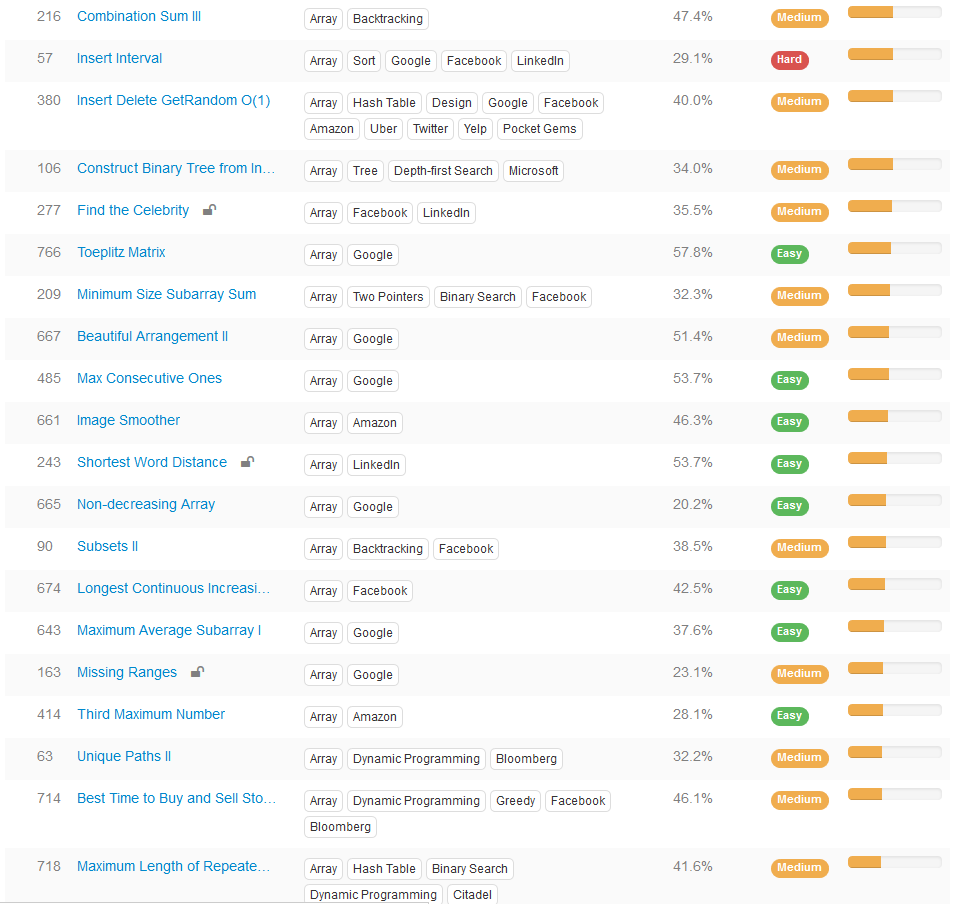 216 Combination Sum III Array Backtracking 47.4% Medium
57 Insert Interval Array Sort Google Facebook LinkedIn 29.1% Hard
380 Insert Delete GetRandom O(1) Array Hash Table Design Google Facebook 40.0% Medium
Amazon Uber Twitter Yelp Pocket Gems
106 Construct Binary Tree from In… Array Tree Depth-first Search Microsoft 34.0% Medium
277 Find the Celebrity Array Facebook LinkedIn 35.5% Medium
766 Toeplitz Matrix Array Google 57.8% Easy
209 Minimum Size Subarray Sum Array Two Pointers Binary Search Facebook 32.3% Medium
667 Beautiful Arrangement II Array Google 51.4% Medium
485 Max Consecutive Ones Array Google 53.7% Easy
661 Image Smoother Array Amazon 46.3% Easy
243 Shortest Word Distance Array LinkedIn 53.7% Easy
665 Non-decreasing Array Array Google 20.2% Easy
90 Subsets II Array Backtracking Facebook 38.5% Medium
674 Longest Continuous Increasi… Array Facebook 42.5% Easy
643 Maximum Average Subarray I Array Google 37.6% Easy
163 Missing Ranges Array Google 23.1% Medium
414 Third Maximum Number Array Amazon 28.1% Easy
63 Unique Paths II Array Dynamic Programming Bloomberg 32.2% Medium
714 Best Time to Buy and Sell Sto… Array Dynamic Programming Greedy Facebook 46.1% Medium
Bloomberg
718 Maximum Length of Repeate… Array Hash Table Binary Search 41.6% Medium
Dynamic Programming Citadel